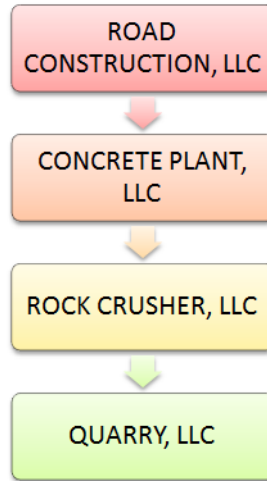 ROAD
CONSTRUCTION, LLC
CONCRETE PLANT,
LLC
ROCK CRUSHER, LLC
QUARRY, LLC